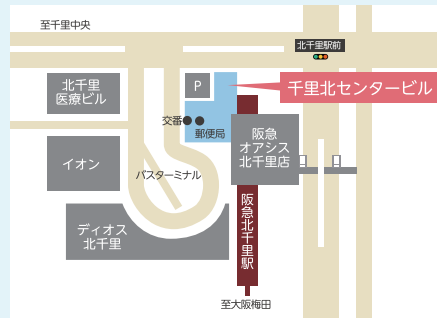 至千里中央
北千里駅前
北千里
医療ビル
P
千里北センタービル
交番
郵便局
阪急
オアシス
北千里店
イオン
バスターミナル
ディオス
北千里
阪急北千里駅
至大阪梅田